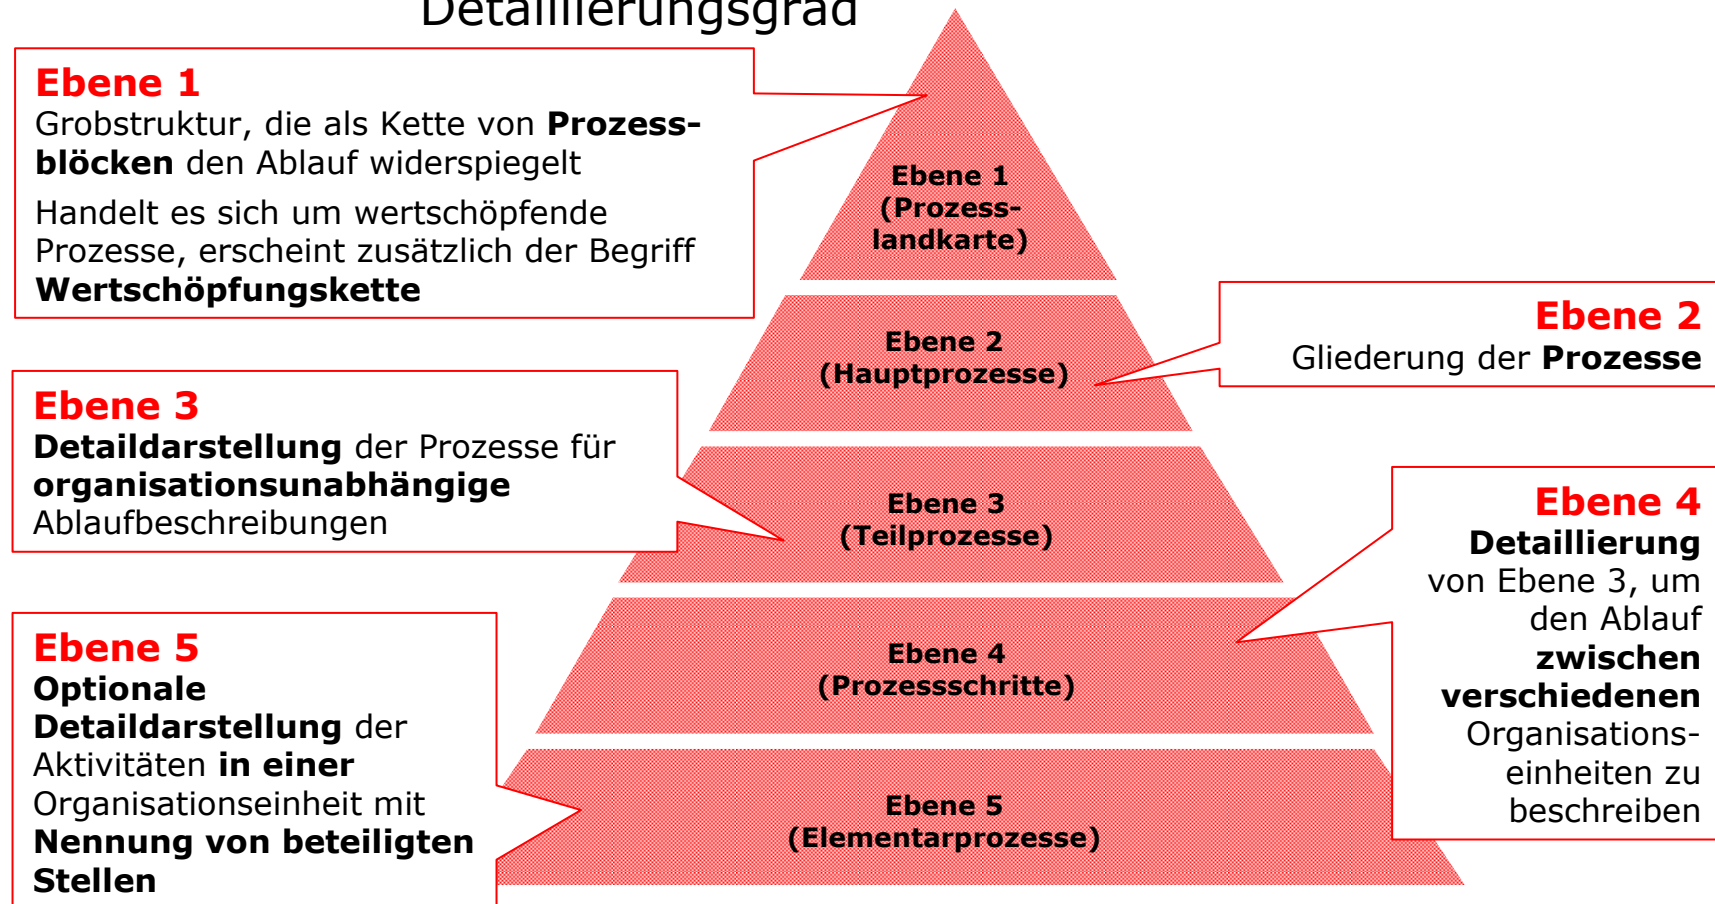 Detaillierungsgrad
Ebene 1
Grobstruktur, die als Kette von Prozess-
blöcken den Ablauf widerspiegelt
Handelt es sich um wertschöpfende
Prozesse, erscheint zusätzlich der Begriff
Wertschöpfungskette
Ebene 1
(Prozess-
landkarte)
Ebene 2
(Hauptprozesse)
Ebene 2
Gliederung der Prozesse
Ebene 3
Detaildarstellung der Prozesse für
organisationsunabhängige
Ablaufbeschreibungen
Ebene 3
(Teilprozesse)
Ebene 4
Detaillierung
von Ebene 3, um
den Ablauf
zwischen
verschiedenen
Organisations-
einheiten zu
beschreiben
Ebene 4
(Prozessschritte)
Ebene 5
Optionale
Detaildarstellung der
Aktivitäten in einer
Organisationseinheit mit
Nennung von beteiligten
Stellen
Ebene 5
(Elementarprozesse)